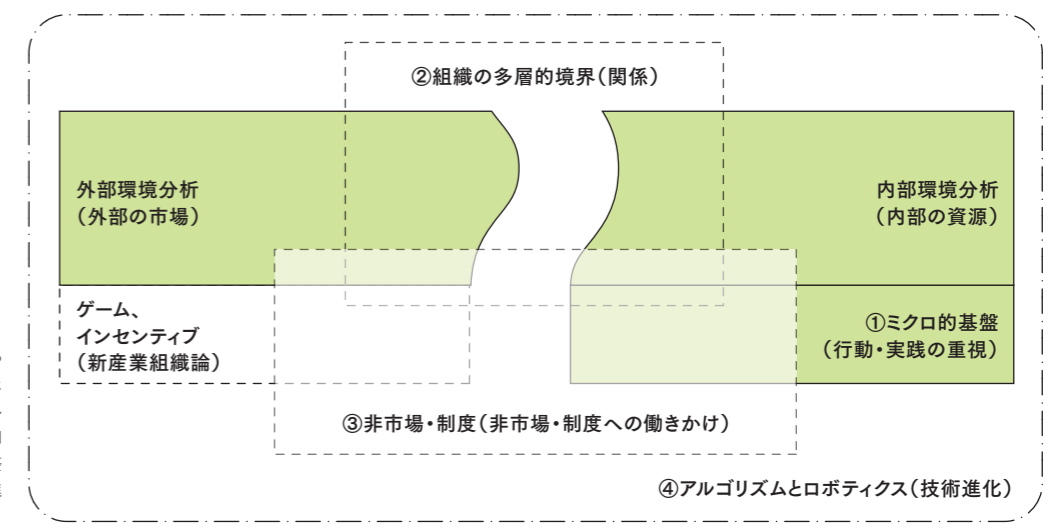 ②組織の多層的境界(関係)
外部環境分析
(外部の市場)
内部環境分析
(内部の資源)
ゲーム、
インセンティブ
(新産業組織論)
①ミクロ的基盤
(行動・実践の重視)
③非市場・制度(非市場・制度への働きかけ)
④アルゴリズムとロボティクス(技術進化)